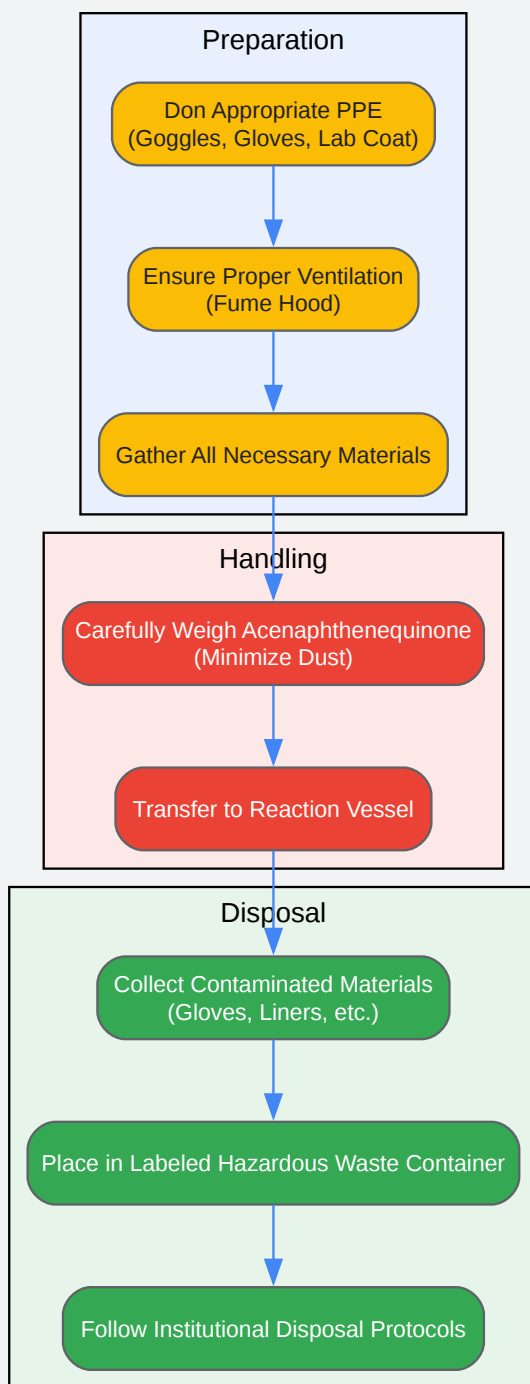 Preparation
Don Appropriate PPE
(Goggles, Gloves, Lab Coat)
Ensure Proper Ventilation
(Fume Hood)
Gather All Necessary Materials
Handling
Carefully Weigh Acenaphthenequinone
(Minimize Dust)
Transfer to Reaction Vessel
Disposal
Collect Contaminated Materials
(Gloves, Liners, etc.)
Place in Labeled Hazardous Waste Container
Follow Institutional Disposal Protocols